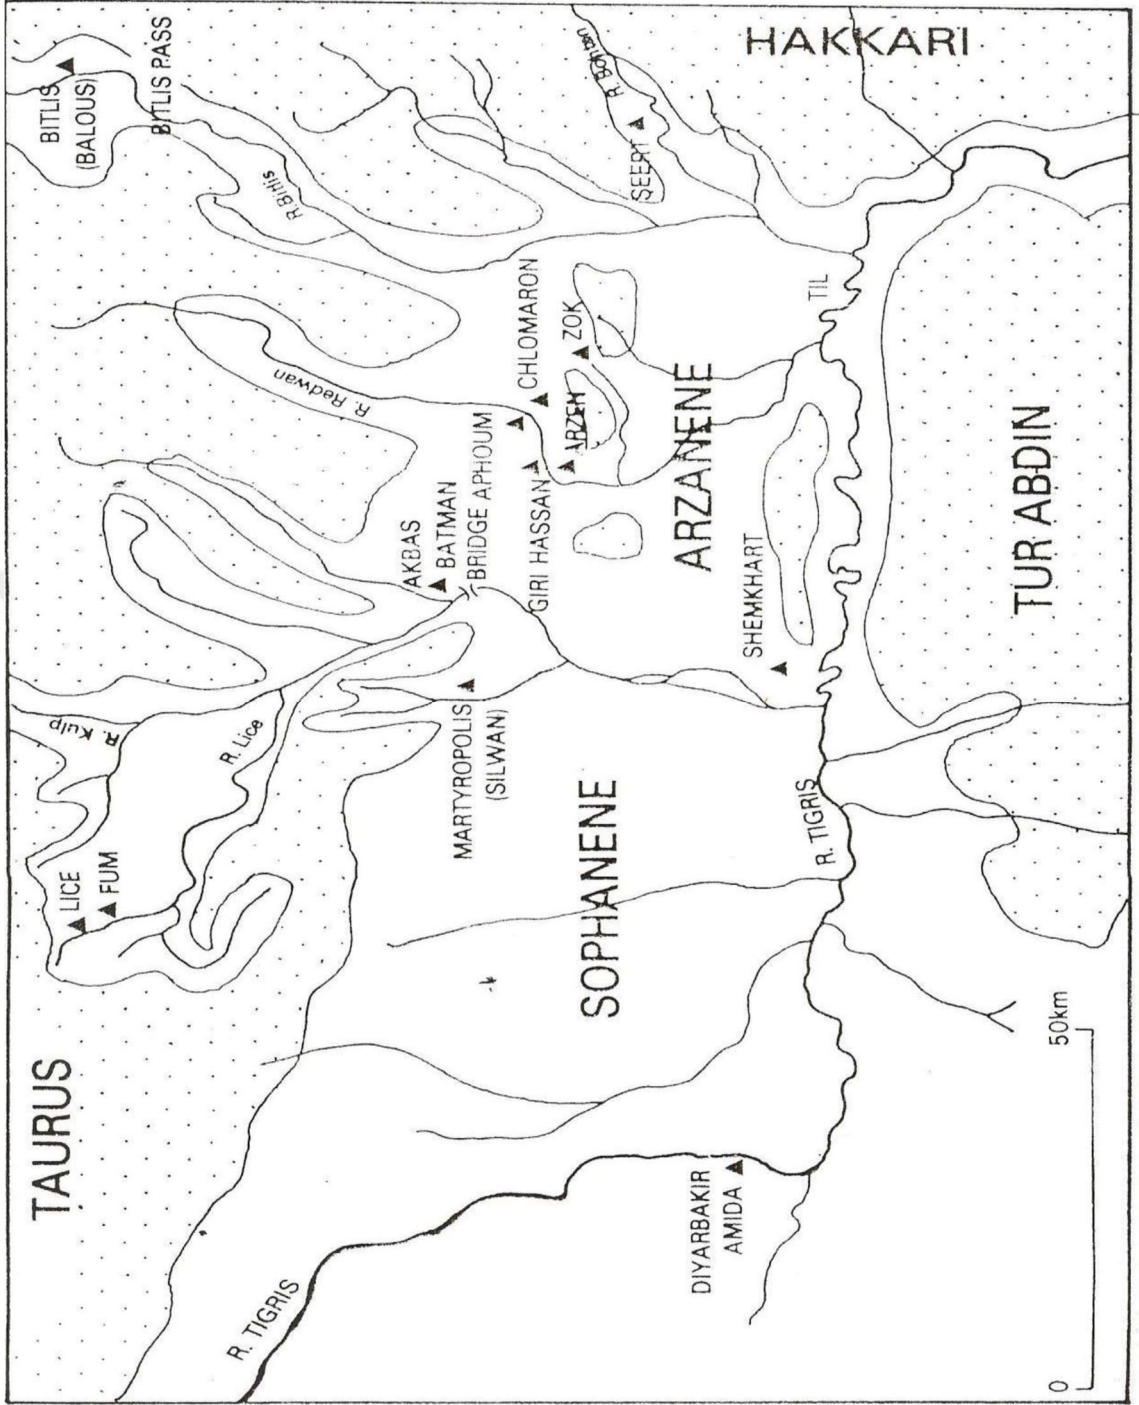 TAURUS
HAKKARI
BITLIS
(BALOUS)
BITLIS PASS
R. Bitlis
R. Bohtan
SEERT
LICE
FUM
R. Kulp
R. Lice
R. Redwan
AKBAS
BATMAN
BRIDGE APHOUM
CHLOMARON
ZOK
ARZEN
GIRI HASSAN
ARZANENE
TIL
SHEMKHART
MARTYROPOLIS
(SILWAN)
SOPHANENE
TUR ABDIN
R. TIGRIS
R. TIGRIS
DIYARBAKIR
AMIDA
0
50km